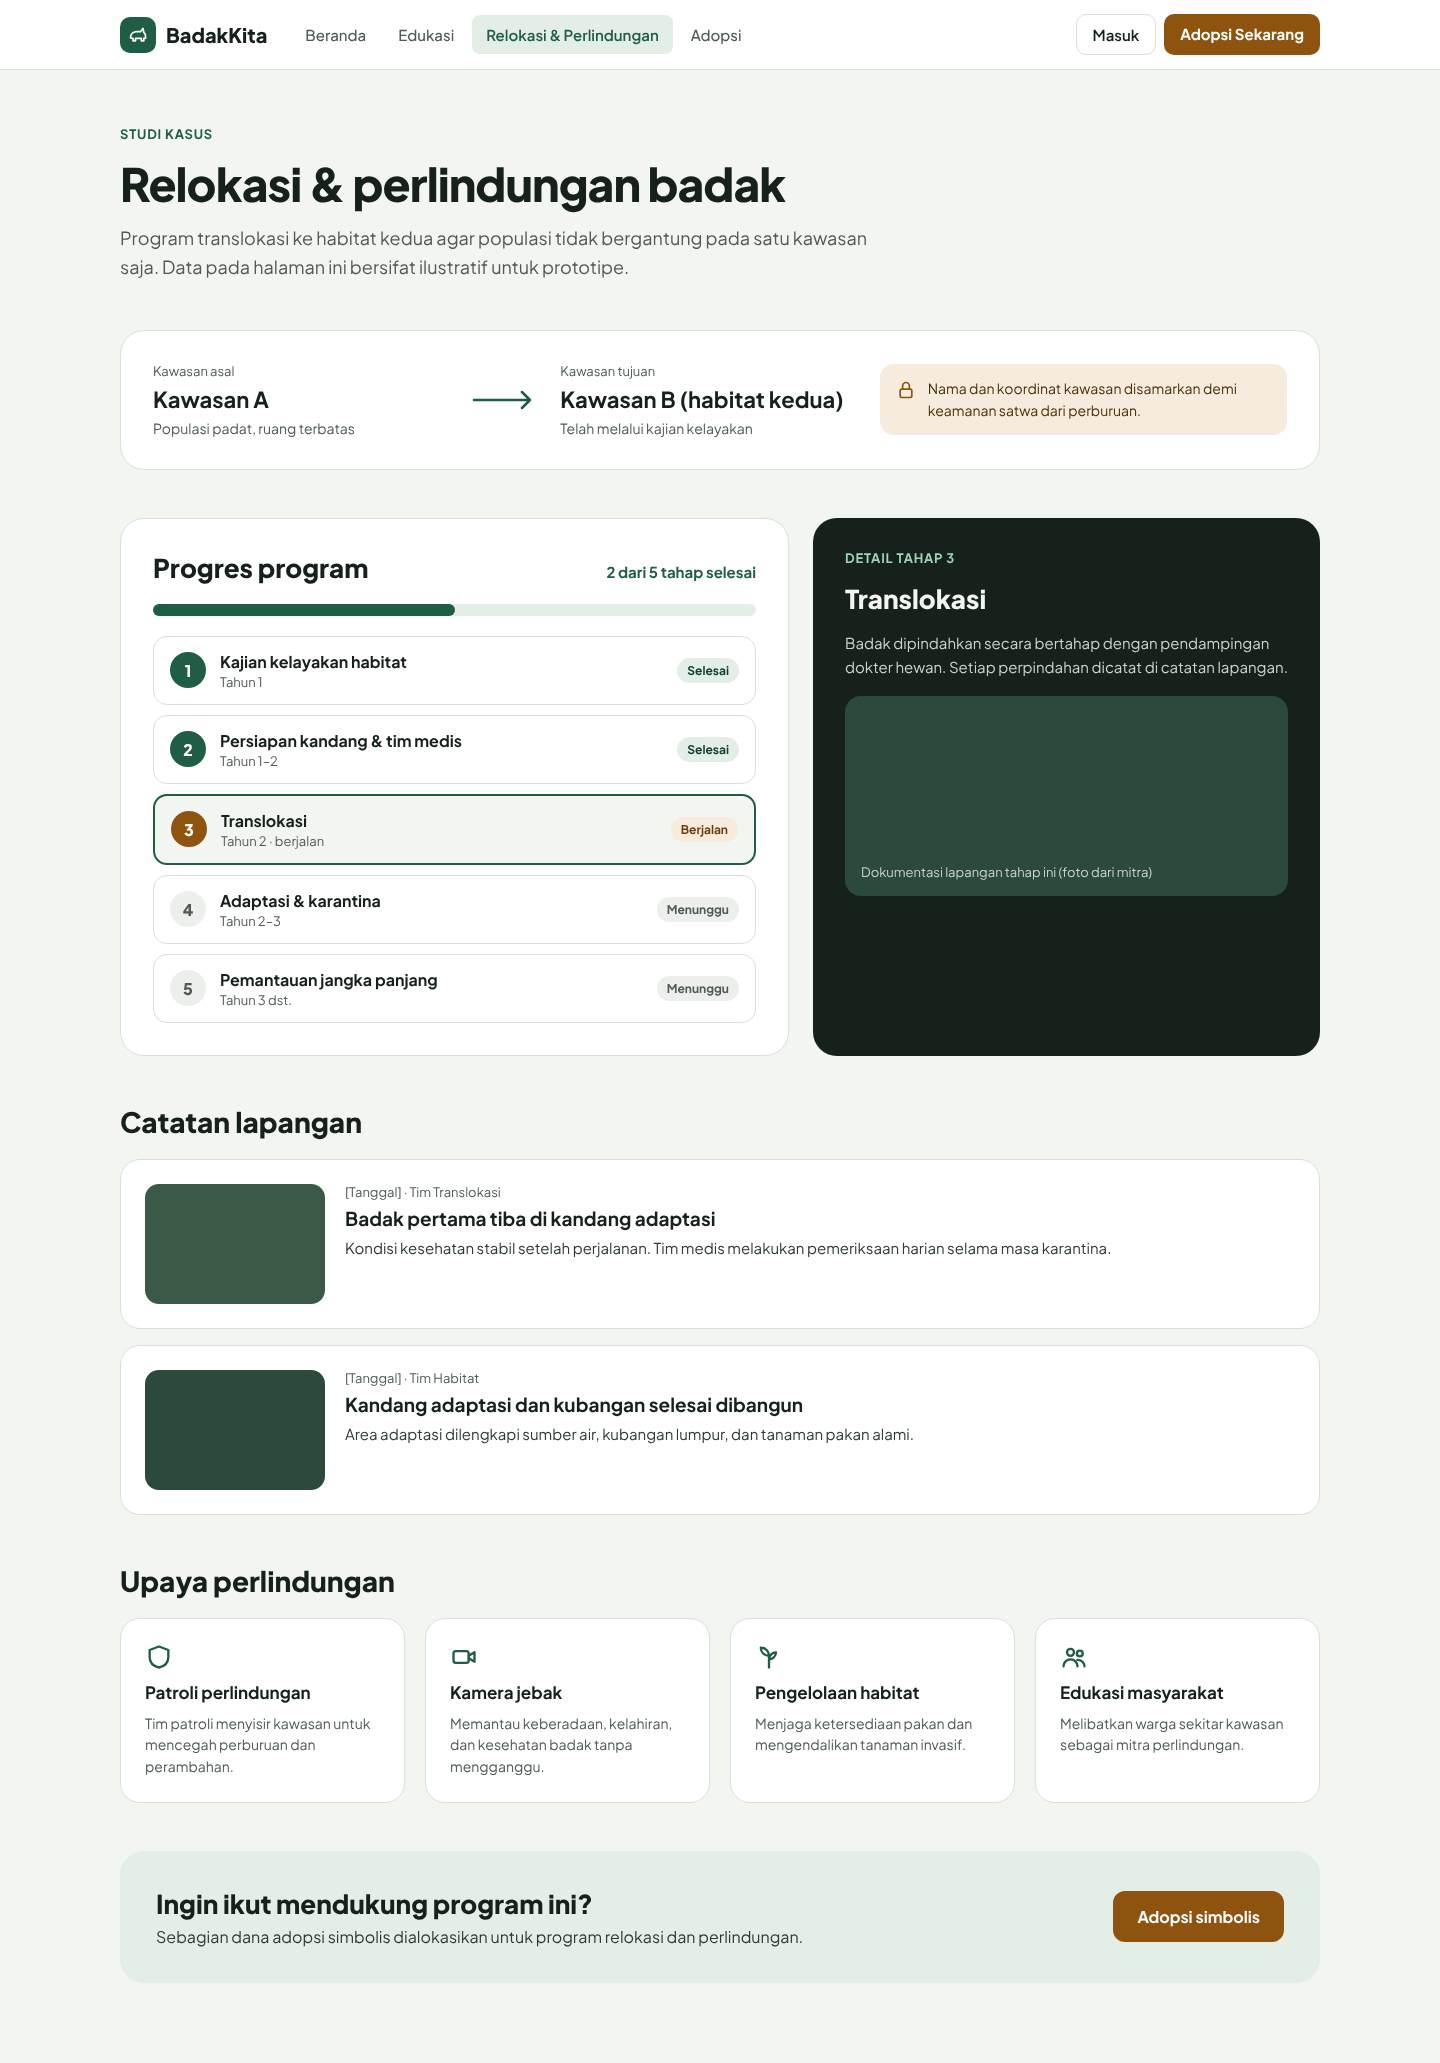 BadakKita
Beranda
Edukasi
Relokasi & Perlindungan
Adopsi
Masuk
Adopsi Sekarang
STUDI KASUS
Relokasi & perlindungan badak
Program translokasi ke habitat kedua agar populasi tidak bergantung pada satu kawasan
saja. Data pada halaman ini bersifat ilustratif untuk prototipe.
Kawasan asal
Kawasan A
Populasi padat, ruang terbatas
Kawasan tujuan
Kawasan B (habitat kedua)
Telah melalui kajian kelayakan
Nama dan koordinat kawasan disamarkan demi
keamanan satwa dari perburuan.
Progres program
2 dari 5 tahap selesai
1
Kajian kelayakan habitat
Tahun 1
Selesai
2
Persiapan kandang & tim medis
Tahun 1–2
Selesai
3
Translokasi
Tahun 2 · berjalan
Berjalan
4
Adaptasi & karantina
Tahun 2–3
Menunggu
5
Pemantauan jangka panjang
Tahun 3 dst.
Menunggu
DETAIL TAHAP 3
Translokasi
Badak dipindahkan secara bertahap dengan pendampingan
dokter hewan. Setiap perpindahan dicatat di catatan lapangan.
Dokumentasi lapangan tahap ini (foto dari mitra)
Catatan lapangan
[Tanggal] · Tim Translokasi
Badak pertama tiba di kandang adaptasi
Kondisi kesehatan stabil setelah perjalanan. Tim medis melakukan pemeriksaan harian selama masa karantina.
[Tanggal] · Tim Habitat
Kandang adaptasi dan kubangan selesai dibangun
Area adaptasi dilengkapi sumber air, kubangan lumpur, dan tanaman pakan alami.
Upaya perlindungan
Patroli perlindungan
Tim patroli menyisir kawasan untuk
mencegah perburuan dan
perambahan.
Kamera jebak
Memantau keberadaan, kelahiran,
dan kesehatan badak tanpa
mengganggu.
Pengelolaan habitat
Menjaga ketersediaan pakan dan
mengendalikan tanaman invasif.
Edukasi masyarakat
Melibatkan warga sekitar kawasan
sebagai mitra perlindungan.
Ingin ikut mendukung program ini?
Sebagian dana adopsi simbolis dialokasikan untuk program relokasi dan perlindungan.
Adopsi simbolis